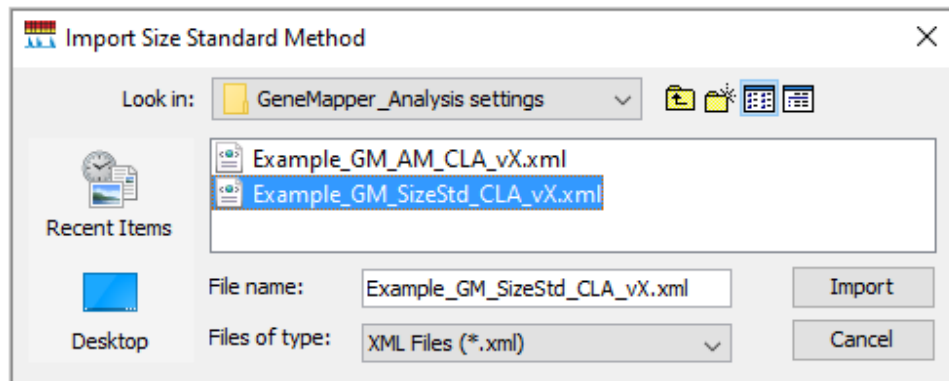 Import Size Standard Method
Look in: GeneMapper_Analysis settings
Example_GM_AM_CLA_vX.xml
Example_GM_SizeStd_CLA_vX.xml
Recent Items
File name: Example_GM_SizeStd_CLA_vX.xml Import
Desktop Files of type: XML Files (*.xml) Cancel